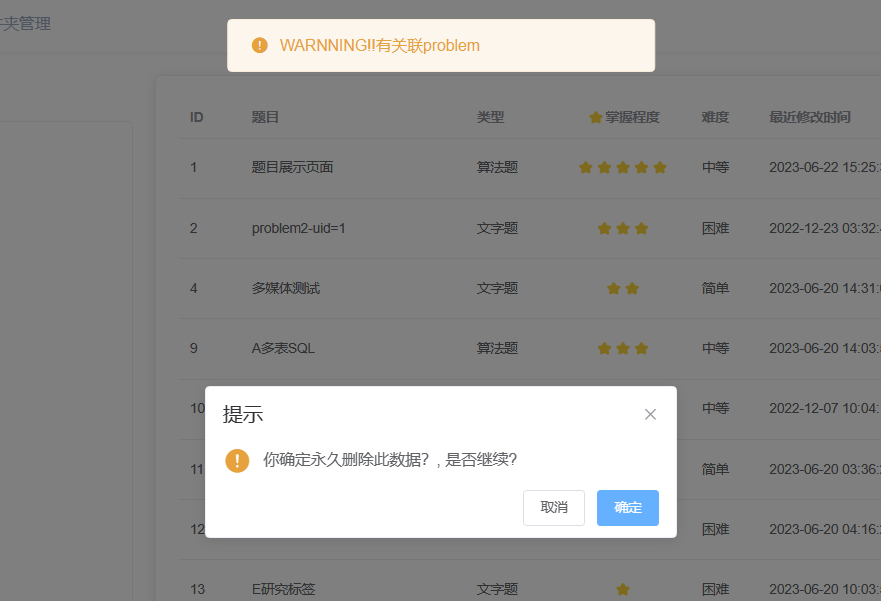 夹管理
WARNNING!!有关联problem
ID 题目 类型 掌握程度 难度 最近修改时间
1 题目展示页面 算法题 中等 2023-06-22 15:25:
2 problem2-uid=1 文字题 困难 2022-12-23 03:32:
4 多媒体测试 文字题 简单 2023-06-20 14:31:
9 A多表SQL 算法题 中等 2023-06-20 14:03:
10 中等 2022-12-07 10:04:
提示
你确定永久删除此数据?, 是否继续?
11 简单 2023-06-20 03:36:
取消 确定
12 困难 2023-06-20 04:16:
13 E研究标签 文字题 困难 2023-06-20 10:03: